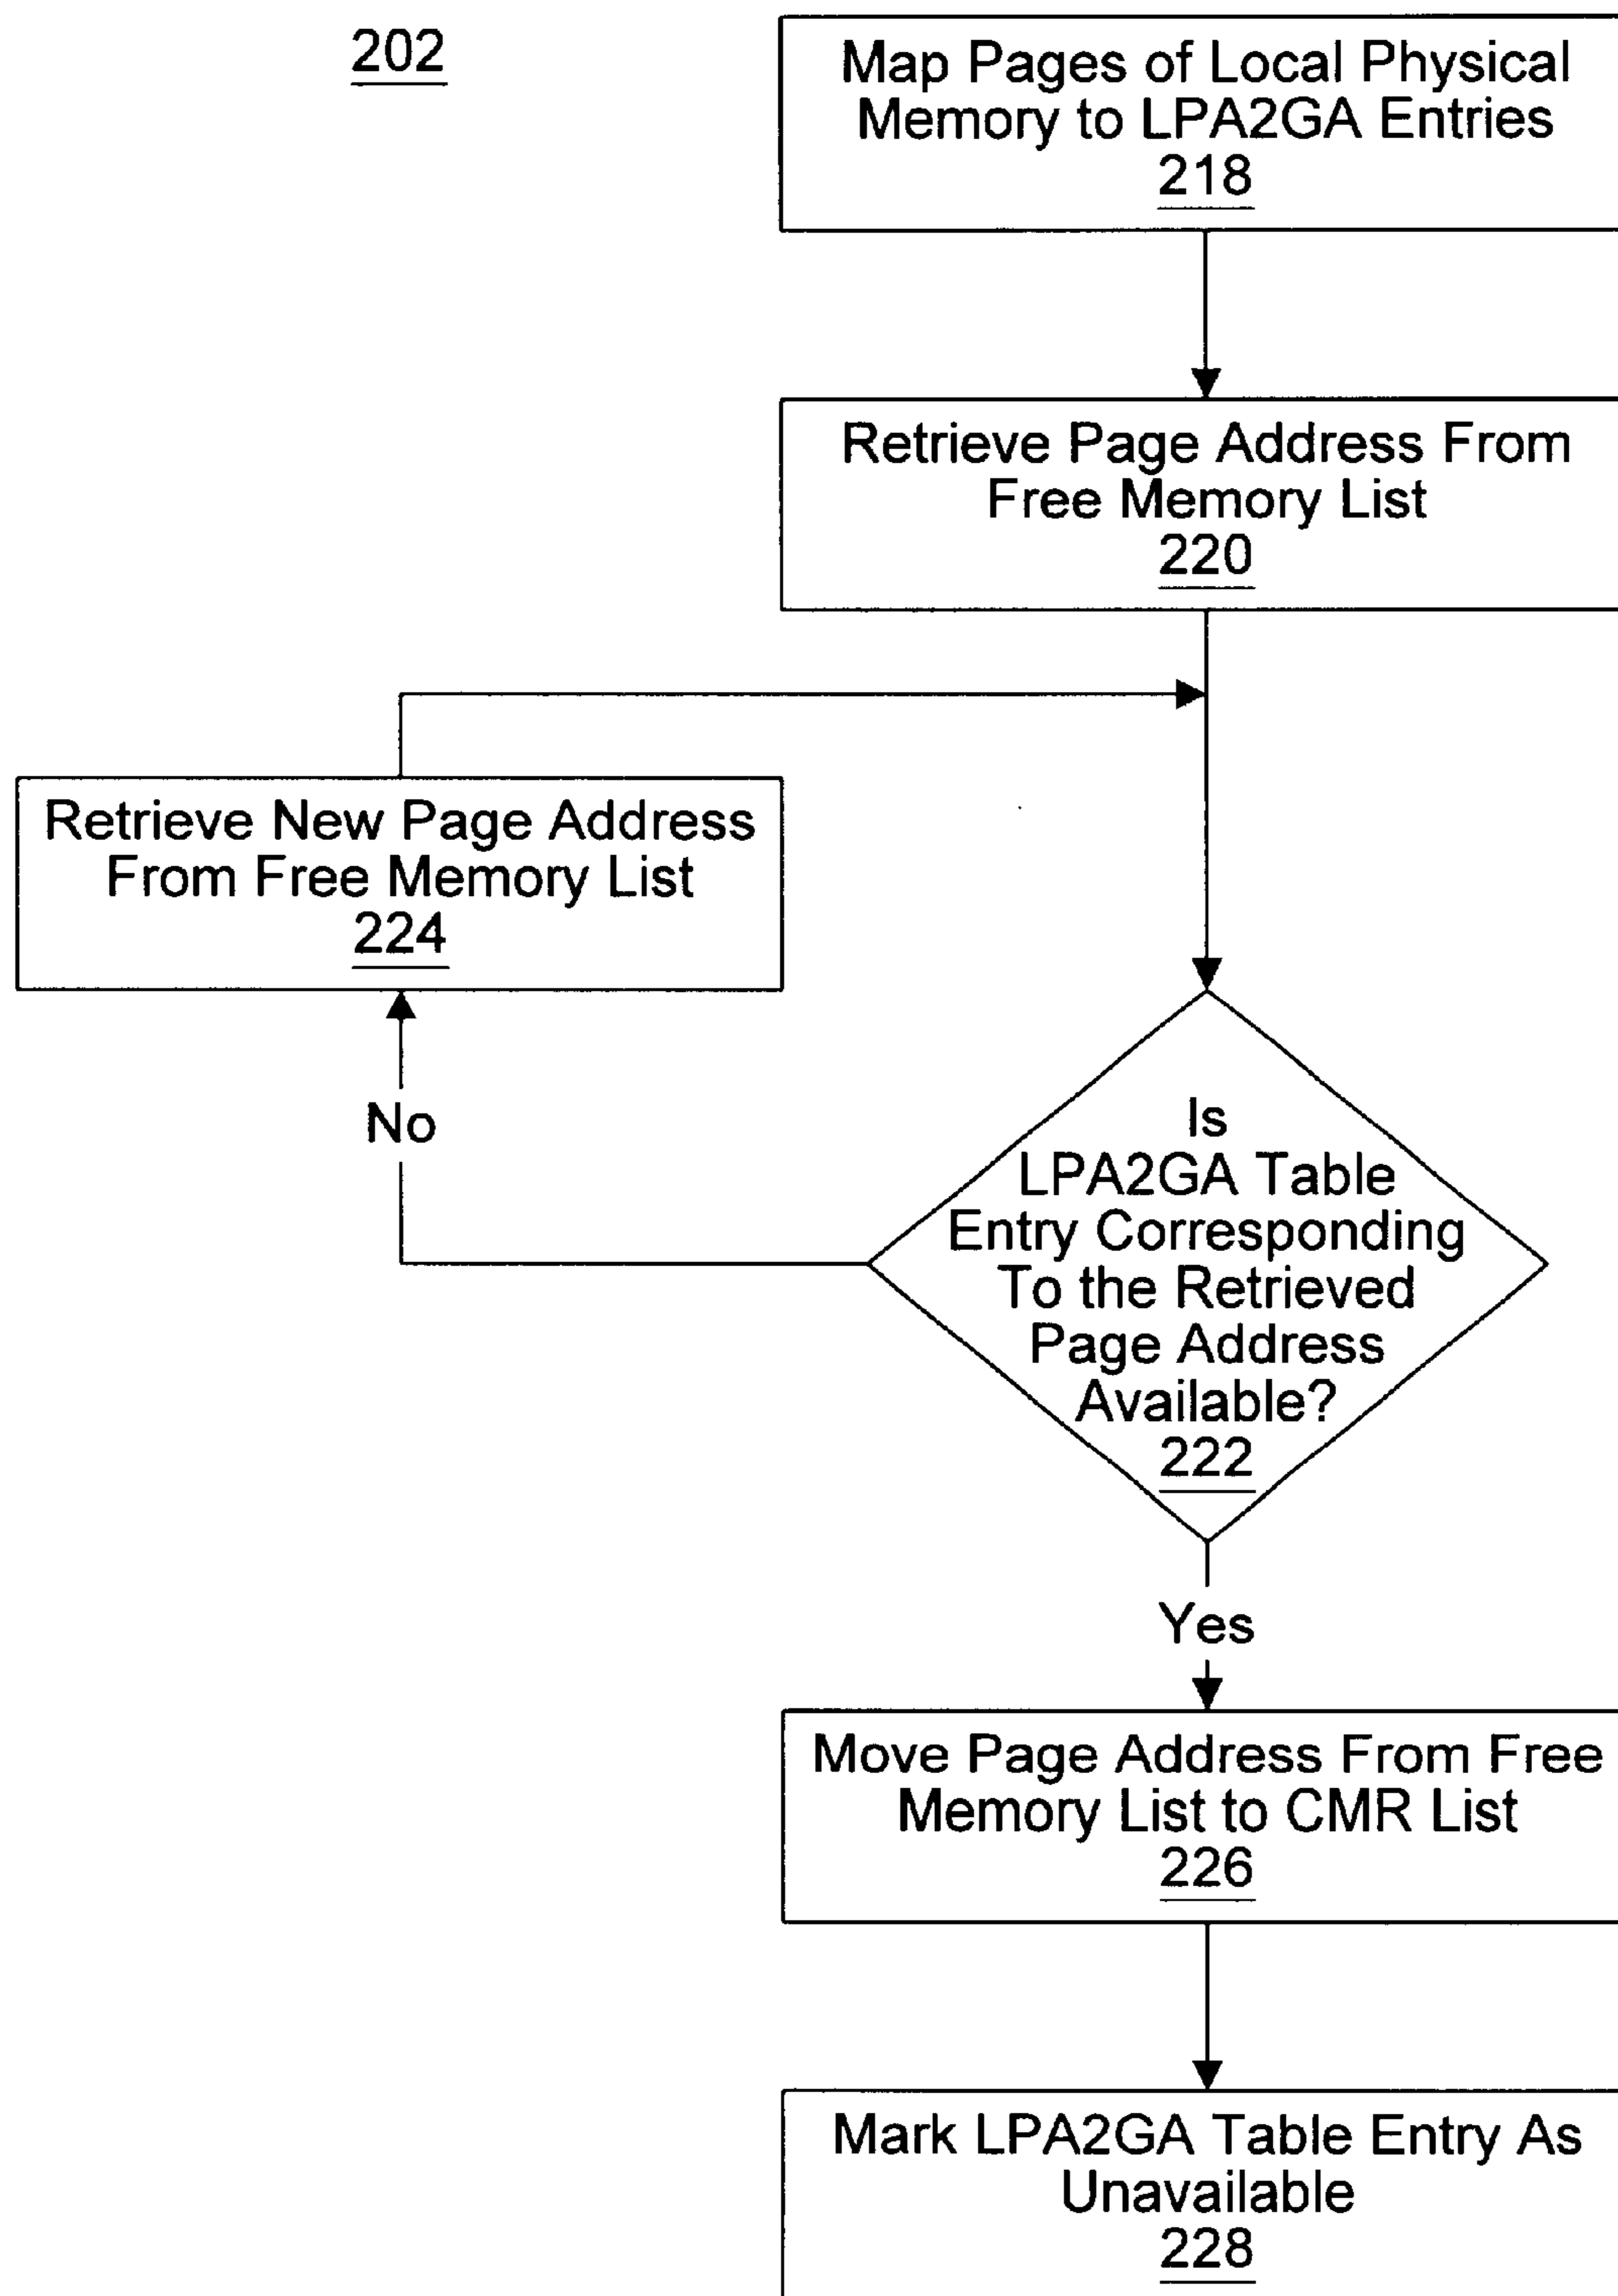 202
Map Pages of Local Physical
Memory to LPA2GA Entries
218
Retrieve Page Address From
Free Memory List
220
Retrieve New Page Address
From Free Memory List
224
No
Is
LPA2GA Table
Entry Corresponding
To the Retrieved
Page Address
Available?
222
Yes
Move Page Address From Free
Memory List to CMR List
226
Mark LPA2GA Table Entry As
Unavailable
228